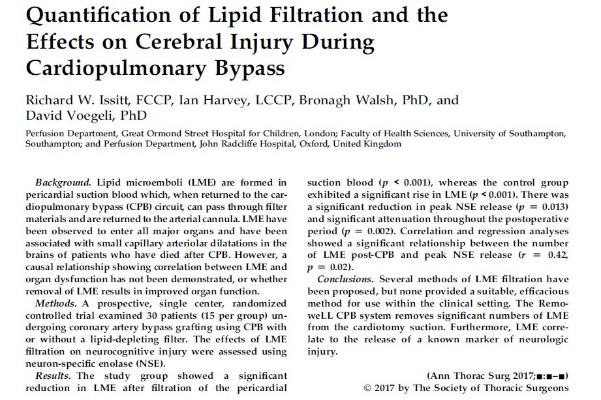 Quantification of Lipid Filtration and the
Effects on Cerebral Injury During
Cardiopulmonary Bypass
Richard W. Issitt, FCCP, Ian Harvey, LCCP, Bronagh Walsh, PhD, and
David Voegeli, PhD
Perfusion Department, Great Ormond Street Hospital for Children, London; Faculty of Health Sciences, University of Southampton,
Southampton; and Perfusion Department, John Radcliffe Hospital, Oxford, United Kingdom
Background. Lipid microemboli (LME) are formed in
pericardial suction blood which, when returned to the car-
diopulmonary bypass (CPB) circuit, can pass through filter
materials and are returned to the arterial cannula. LME have
been observed to enter all major organs and have been
associated with small capillary arteriolar dilatations in the
brains of patients who have died after CPB. However, a
causal relationship showing correlation between LME and
organ dysfunction has not been demonstrated, or whether
removal of LME results in improved organ function.
Methods. A prospective, single center, randomized
controlled trial examined 30 patients (15 per group) un-
dergoing coronary artery bypass grafting using CPB with
or without a lipid-depleting filter. The effects of LME
filtration on neurocognitive injury were assessed using
neuron-specific enolase (NSE).
Results. The study group showed a significant
reduction in LME after filtration of the pericardial
suction blood (p < 0.001), whereas the control group
exhibited a significant rise in LME (p < 0.001). There was
a significant reduction in peak NSE release (p = 0.013)
and significant attenuation throughout the postoperative
period (p = 0.002). Correlation and regression analyses
showed a significant relationship between the number
of LME post-CPB and peak NSE release (r = 0.42,
p = 0.02).
Conclusions. Several methods of LME filtration have
been proposed, but none provided a suitable, efficacious
method for use within the clinical setting. The Remo-
weLL CPB system removes significant numbers of LME
from the cardiotomy suction. Furthermore, LME corre-
late to the release of a known marker of neurologic
injury.
(Ann Thorac Surg 2017;■:■–■)
© 2017 by The Society of Thoracic Surgeons